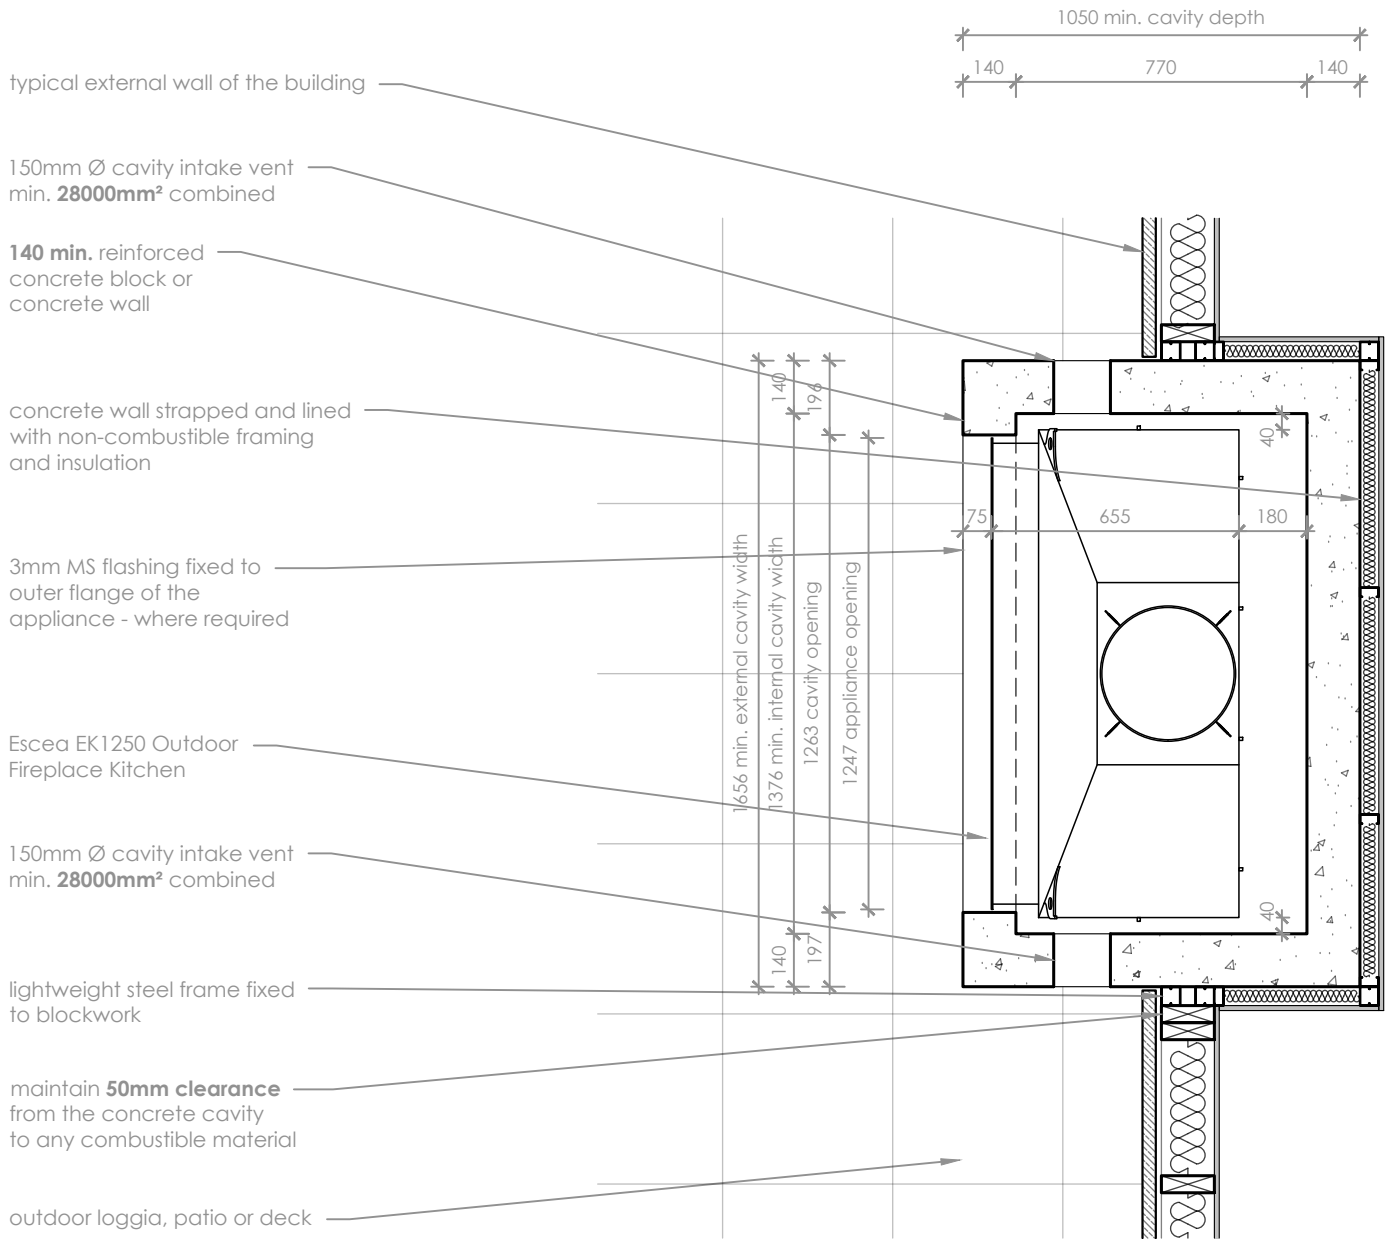 1050 min. cavity depth
140
770
140
typical external wall of the building
150mm Ø cavity intake vent
min. 28000mm² combined
140 min. reinforced
concrete block or
concrete wall
concrete wall strapped and lined
with non-combustible framing
and insulation
3mm MS flashing fixed to
outer flange of the
appliance - where required
Escea EK1250 Outdoor
Fireplace Kitchen
150mm Ø cavity intake vent
min. 28000mm² combined
lightweight steel frame fixed
to blockwork
maintain 50mm clearance
from the concrete cavity
to any combustible material
outdoor loggia, patio or deck
140
196
1656 min. external cavity width
1376 min. internal cavity width
1263 cavity opening
1247 appliance opening
140
197
40
75
655
180
40